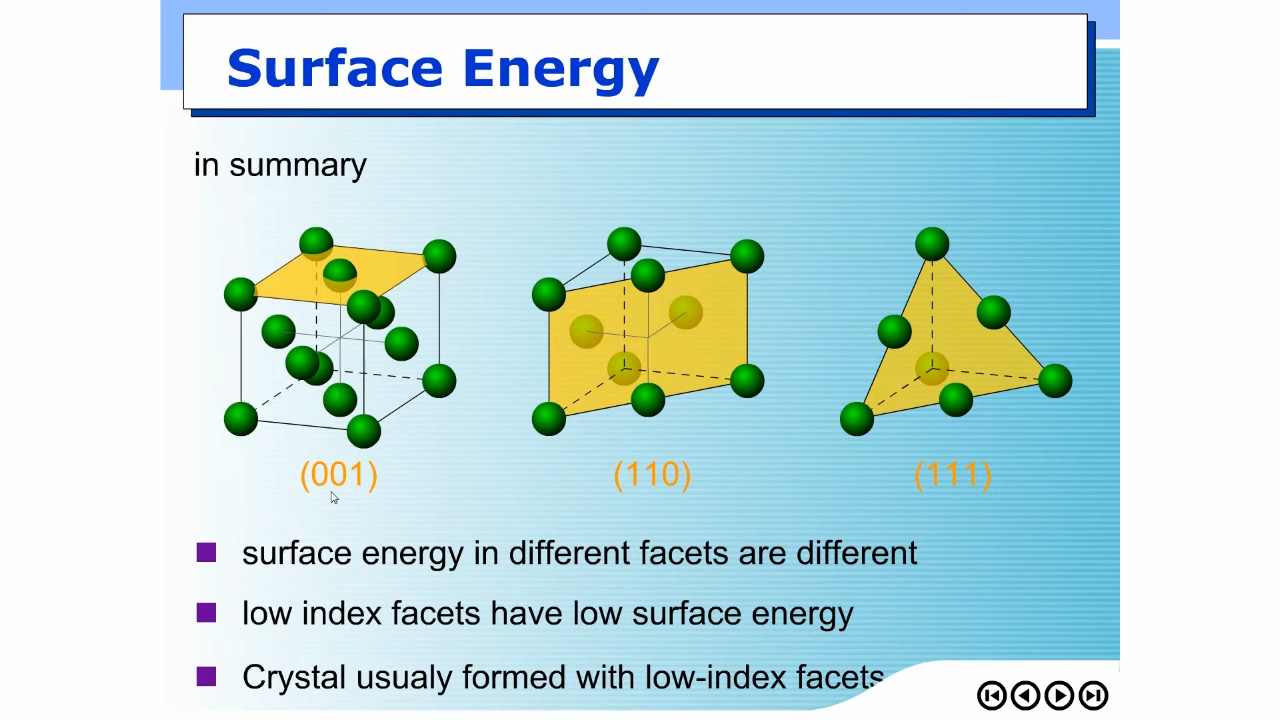 Surface Energy
in summary
(001)
(110)
(111)
surface energy in different facets are different
low index facets have low surface energy
Crystal usualy formed with low-index facets